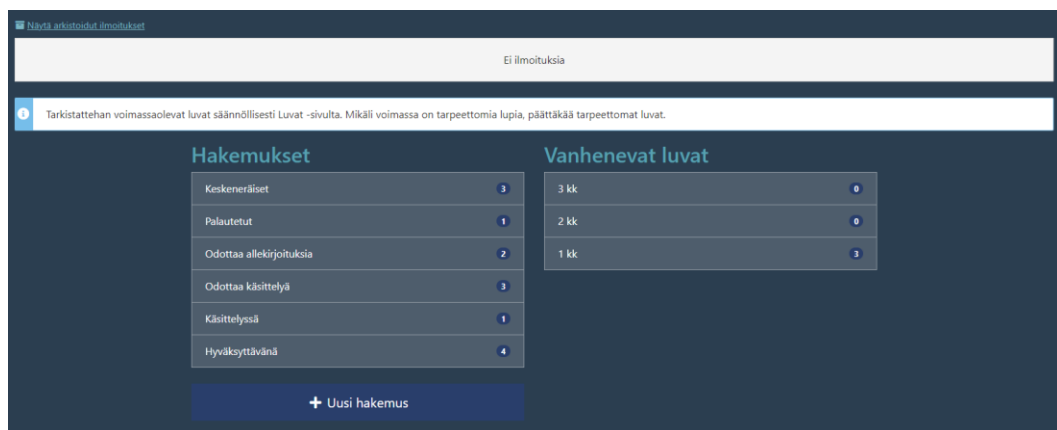 Näytä arkistoidut ilmoitukset
Ei ilmoituksia
Tarkistattehan voimassaolevat luvat säännöllisesti Luvat -sivulta. Mikäli voimassa on tarpeettomia lupia, päättäkää tarpeettomat luvat.
Hakemukset
Keskeneräiset 3
Palautetut 1
Odottaa allekirjoituksia 2
Odottaa käsittelyä 3
Käsittelyssä 1
Hyväksyttävänä 4
+ Uusi hakemus
Vanhenevat luvat
3 kk 0
2 kk 0
1 kk 3